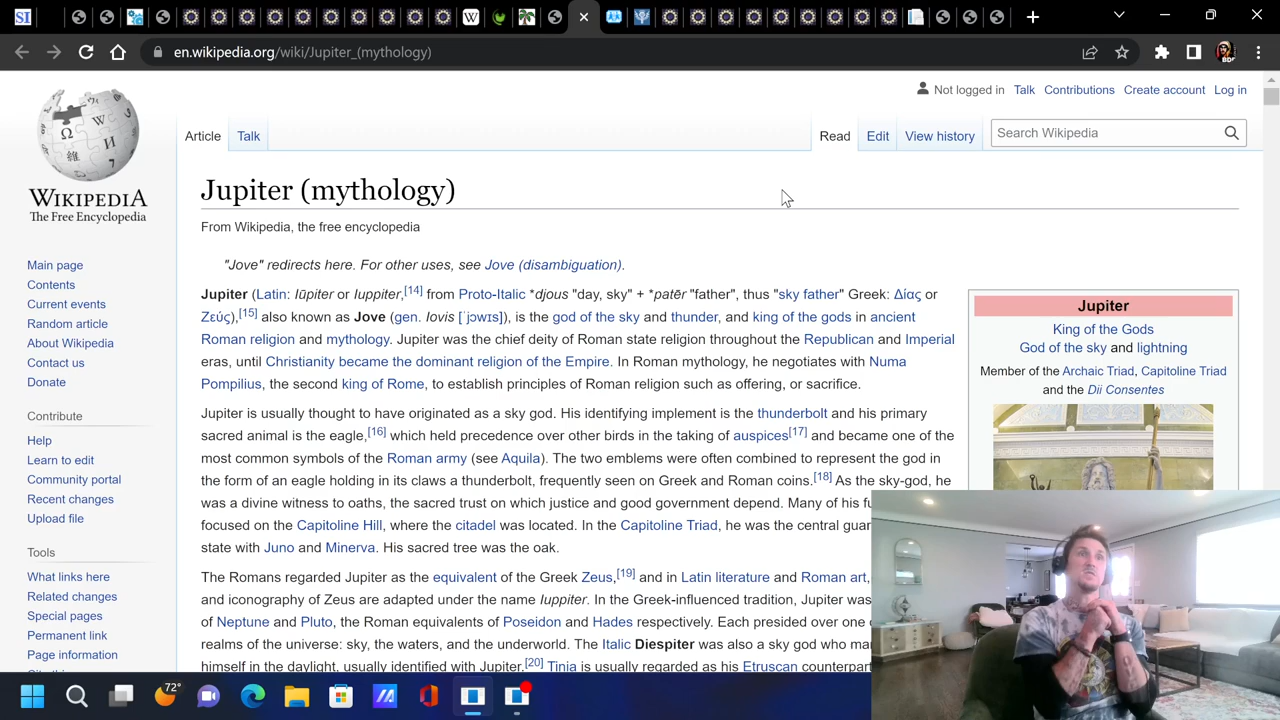 SI
W
en.wikipedia.org/wiki/Jupiter_(mythology)
Not logged in Talk Contributions Create account Log in
Article Talk Read Edit View history Search Wikipedia
WIKIPEDIA
The Free Encyclopedia
Jupiter (mythology)
From Wikipedia, the free encyclopedia
"Jove" redirects here. For other uses, see Jove (disambiguation).
Jupiter (Latin: Iūpiter or Iuppiter,[14] from Proto-Italic *djous "day, sky" + *patēr "father", thus "sky father" Greek: Δίας or
Ζεύς),[15] also known as Jove (gen. Iovis [ˈjɔwɪs]), is the god of the sky and thunder, and king of the gods in ancient
Roman religion and mythology. Jupiter was the chief deity of Roman state religion throughout the Republican and Imperial
eras, until Christianity became the dominant religion of the Empire. In Roman mythology, he negotiates with Numa
Pompilius, the second king of Rome, to establish principles of Roman religion such as offering, or sacrifice.
Jupiter is usually thought to have originated as a sky god. His identifying implement is the thunderbolt and his primary
sacred animal is the eagle,[16] which held precedence over other birds in the taking of auspices[17] and became one of the
most common symbols of the Roman army (see Aquila). The two emblems were often combined to represent the god in
the form of an eagle holding in its claws a thunderbolt, frequently seen on Greek and Roman coins.[18] As the sky-god, he
was a divine witness to oaths, the sacred trust on which justice and good government depend. Many of his
focused on the Capitoline Hill, where the citadel was located. In the Capitoline Triad, he was the central
state with Juno and Minerva. His sacred tree was the oak.
The Romans regarded Jupiter as the equivalent of the Greek Zeus,[19] and in Latin literature and Roman art,
and iconography of Zeus are adapted under the name Iuppiter. In the Greek-influenced tradition, Jupiter was
of Neptune and Pluto, the Roman equivalents of Poseidon and Hades respectively. Each presided over one
realms of the universe: sky, the waters, and the underworld. The Italic Diespiter was also a sky god who
himself in the daylight, usually identified with Jupiter.[20] Tinia is usually regarded as his Etruscan
Jupiter
King of the Gods
God of the sky and lightning
Member of the Archaic Triad, Capitoline Triad
and the Dii Consentes
Main page
Contents
Current events
Random article
About Wikipedia
Contact us
Donate
Contribute
Help
Learn to edit
Community portal
Recent changes
Upload file
Tools
What links here
Related changes
Special pages
Permanent link
Page information
72°